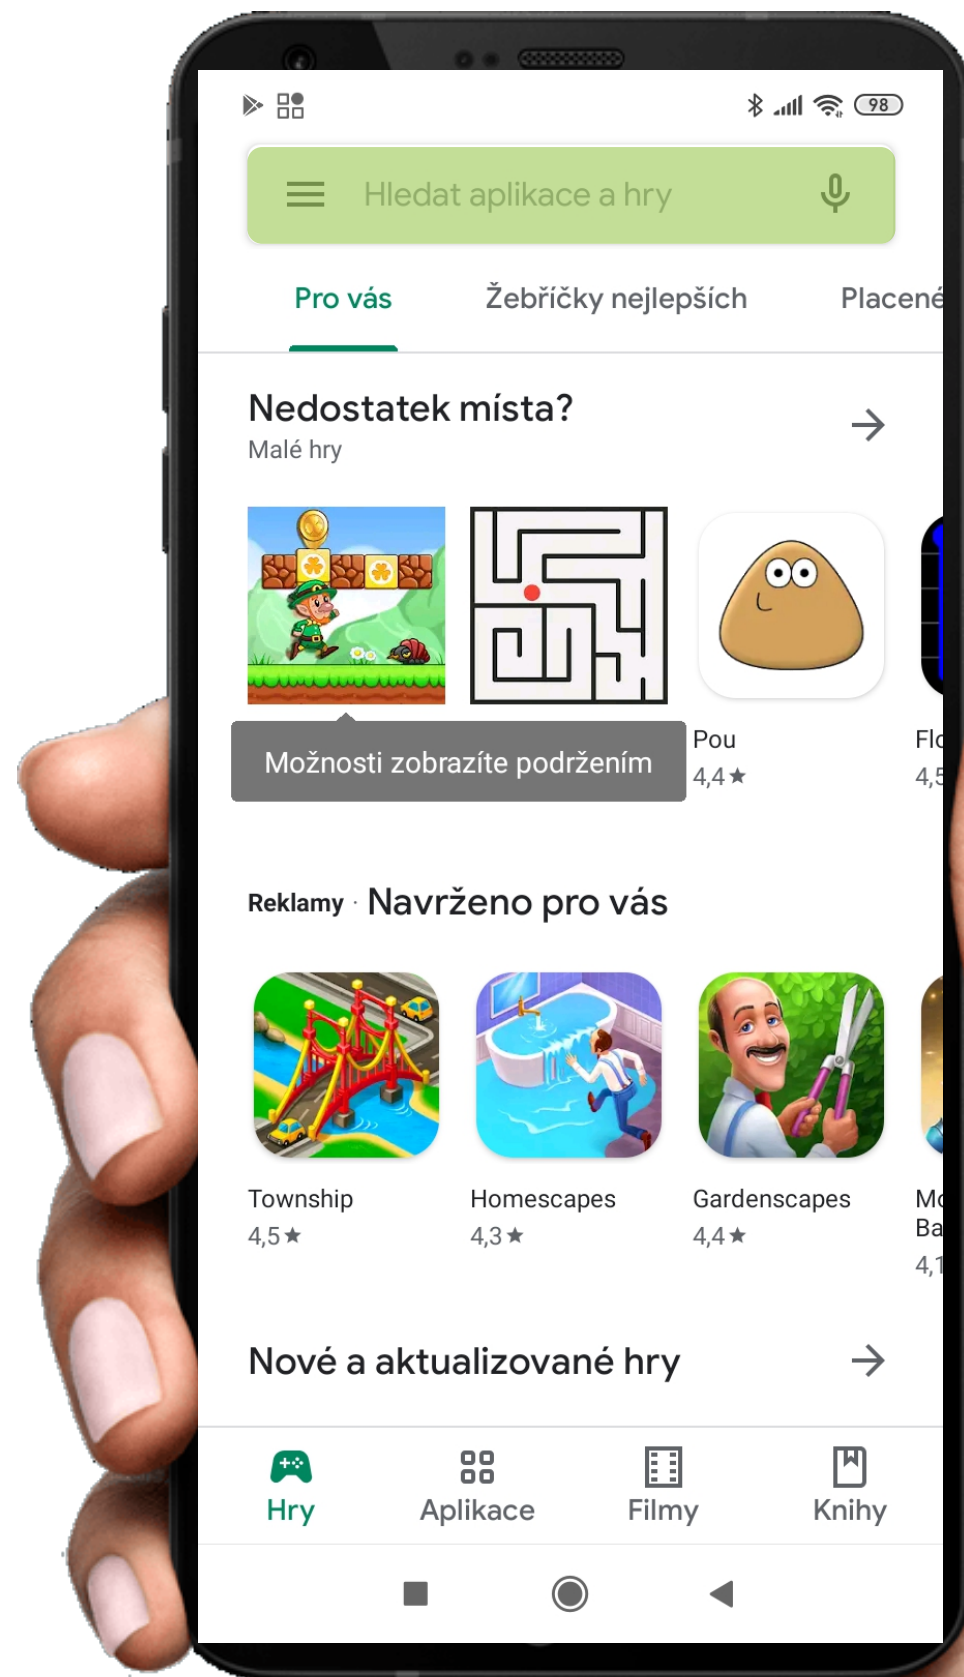 98
Hledat aplikace a hry
Pro vás
Žebříčky nejlepších
Placené
Nedostatek místa?
Malé hry
Možnosti zobrazíte podržením
Pou
4,4★
Reklamy · Navrženo pro vás
Township
Homescapes
Gardenscapes
4,5★
4,3★
4,4★
Nové a aktualizované hry
Hry
Aplikace
Filmy
Knihy